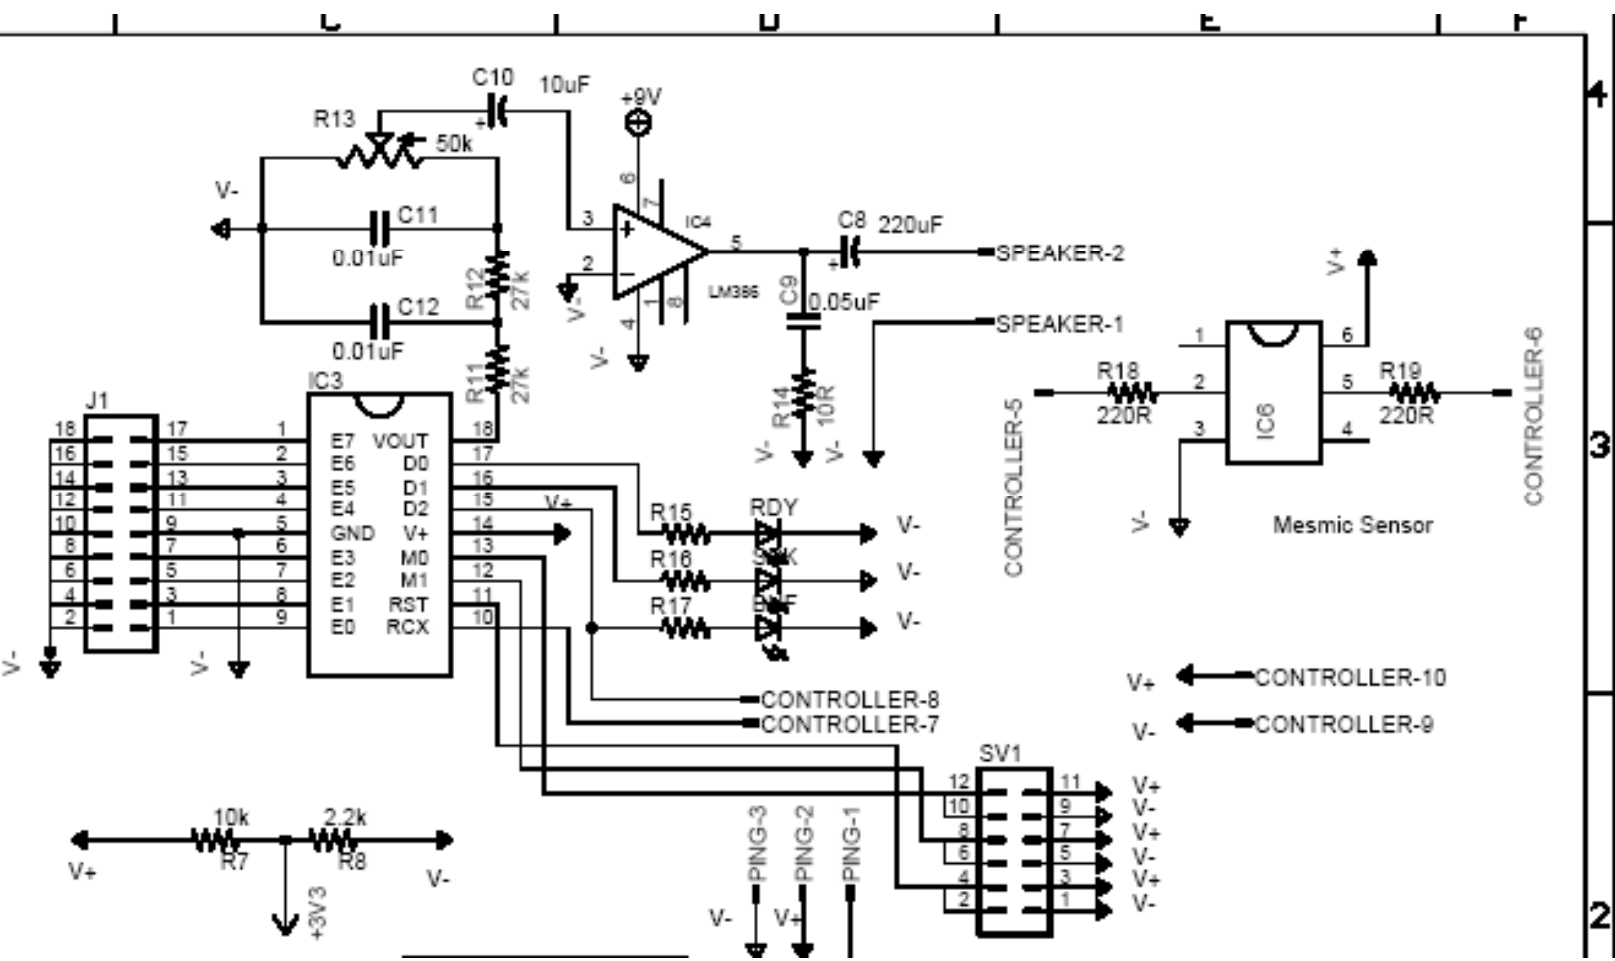 C D E F
4
C10 10uF
+9V
R13
50k
V-
C11
0.01uF
R12
27k
C12
0.01uF
R11
27k
6
7
3
IC4
5
2
LM386
1
8
4
V-
V-
C8 220uF
SPEAKER-2
C9
0.05uF
SPEAKER-1
R14
10R
V-
V-
V+
1
6
R18
2
5
R19
220R
IC6
220R
3
4
V-
CONTROLLER-5
CONTROLLER-6
Mesmic Sensor
3
J1
IC3
18 17 1 E7 VOUT 18
16 15 2 E6 D0 17
14 13 3 E5 D1 16
12 11 4 E4 D2 15
10 9 5 GND V+ 14
8 7 6 E3 M0 13
6 5 7 E2 M1 12
4 3 8 E1 RST 11
2 1 9 E0 RCX 10
V-
V-
V+
R15 RDY V-
R16 V-
R17 V-
CONTROLLER-8
CONTROLLER-7
V+ CONTROLLER-10
V- CONTROLLER-9
SV1
12 11 V+
10 9 V-
8 7 V+
6 5 V-
4 3 V+
2 1 V-
10k 2.2k
R7 R8
V+ V-
+3V3
PING-3
PING-2
PING-1
V- V+
2